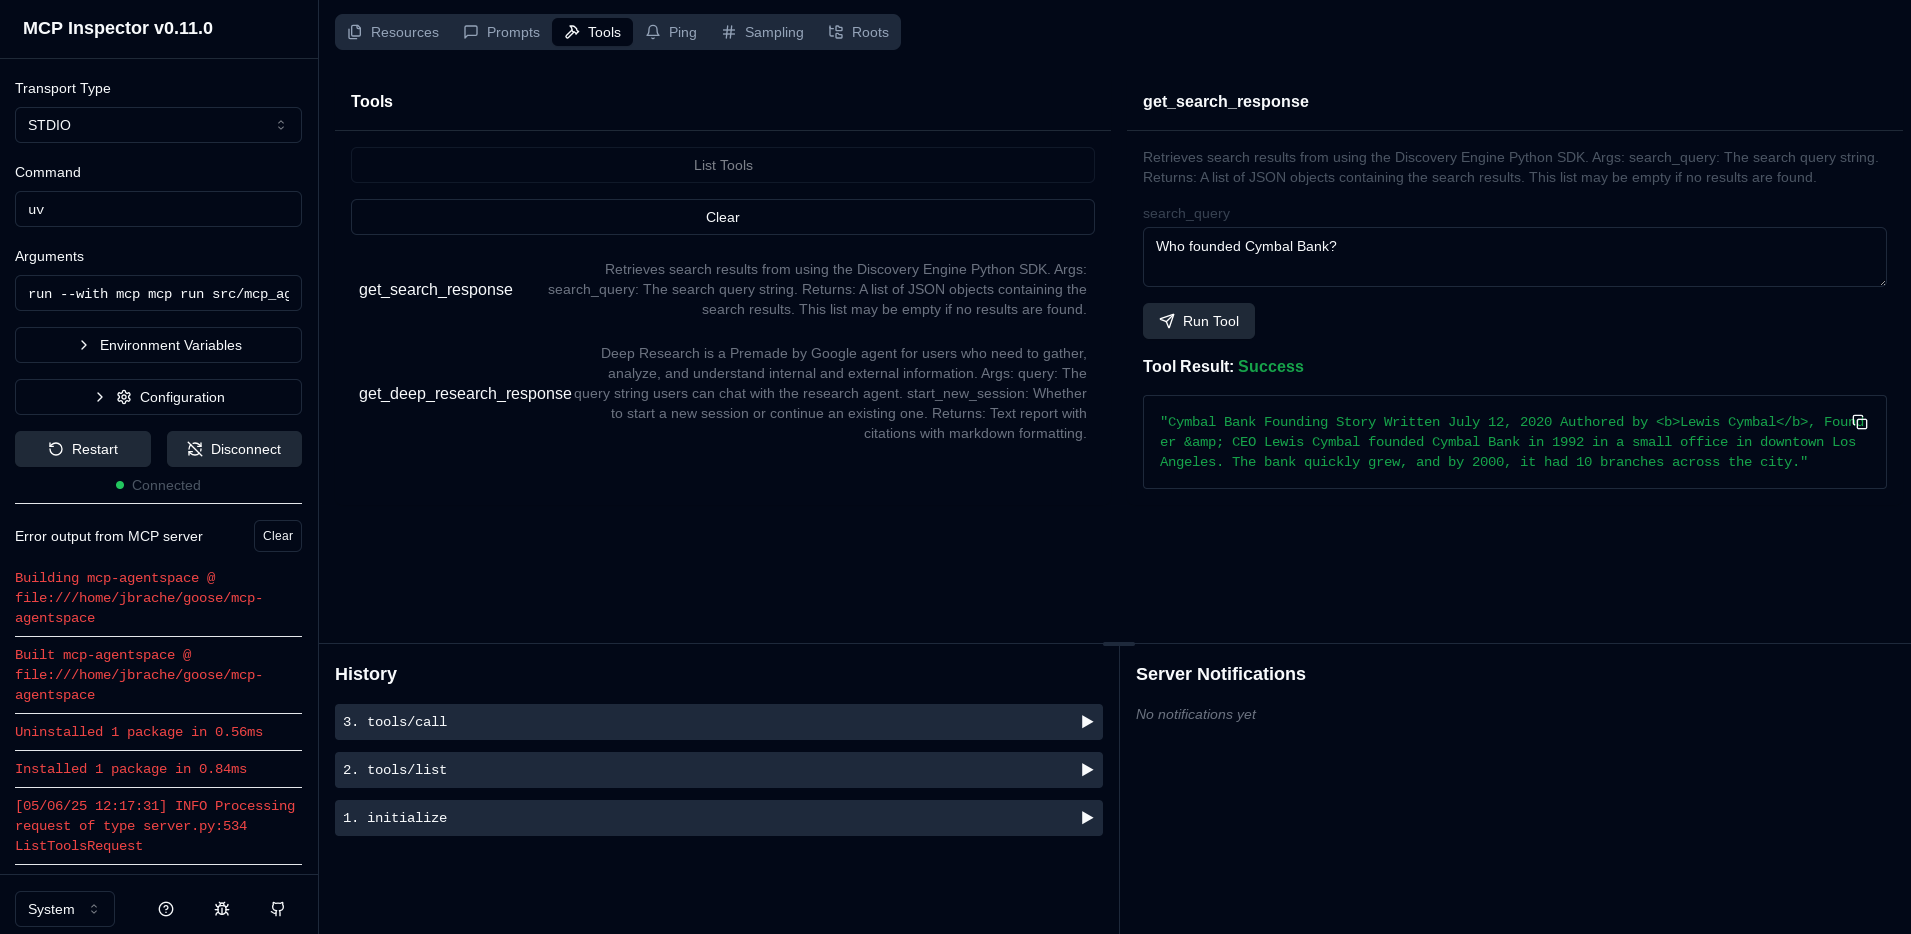 MCP Inspector v0.11.0
Transport Type
STDIO
Command
uv
Arguments
run --with mcp mcp run src/mcp_ag
Environment Variables
Configuration
Restart
Disconnect
Connected
Error output from MCP server
Clear
Building mcp-agentspace @
file:///home/jbrache/goose/mcp-
agentspace
Built mcp-agentspace @
file:///home/jbrache/goose/mcp-
agentspace
Uninstalled 1 package in 0.56ms
Installed 1 package in 0.84ms
[05/06/25 12:17:31] INFO Processing
request of type server.py:534
ListToolsRequest
System
Resources
Prompts
Tools
Ping
Sampling
Roots
Tools
List Tools
Clear
get_search_response
Retrieves search results from using the Discovery Engine Python SDK. Args:
search_query: The search query string. Returns: A list of JSON objects containing the
search results. This list may be empty if no results are found.
get_deep_research_response
Deep Research is a Premade by Google agent for users who need to gather,
analyze, and understand internal and external information. Args: query: The
query string users can chat with the research agent. start_new_session: Whether
to start a new session or continue an existing one. Returns: Text report with
citations with markdown formatting.
get_search_response
Retrieves search results from using the Discovery Engine Python SDK. Args: search_query: The search query string.
Returns: A list of JSON objects containing the search results. This list may be empty if no results are found.
search_query
Who founded Cymbal Bank?
Run Tool
Tool Result: Success
"Cymbal Bank Founding Story Written July 12, 2020 Authored by <b>Lewis Cymbal</b>, Found
er &amp; CEO Lewis Cymbal founded Cymbal Bank in 1992 in a small office in downtown Los
Angeles. The bank quickly grew, and by 2000, it had 10 branches across the city."
History
3. tools/call
2. tools/list
1. initialize
Server Notifications
No notifications yet